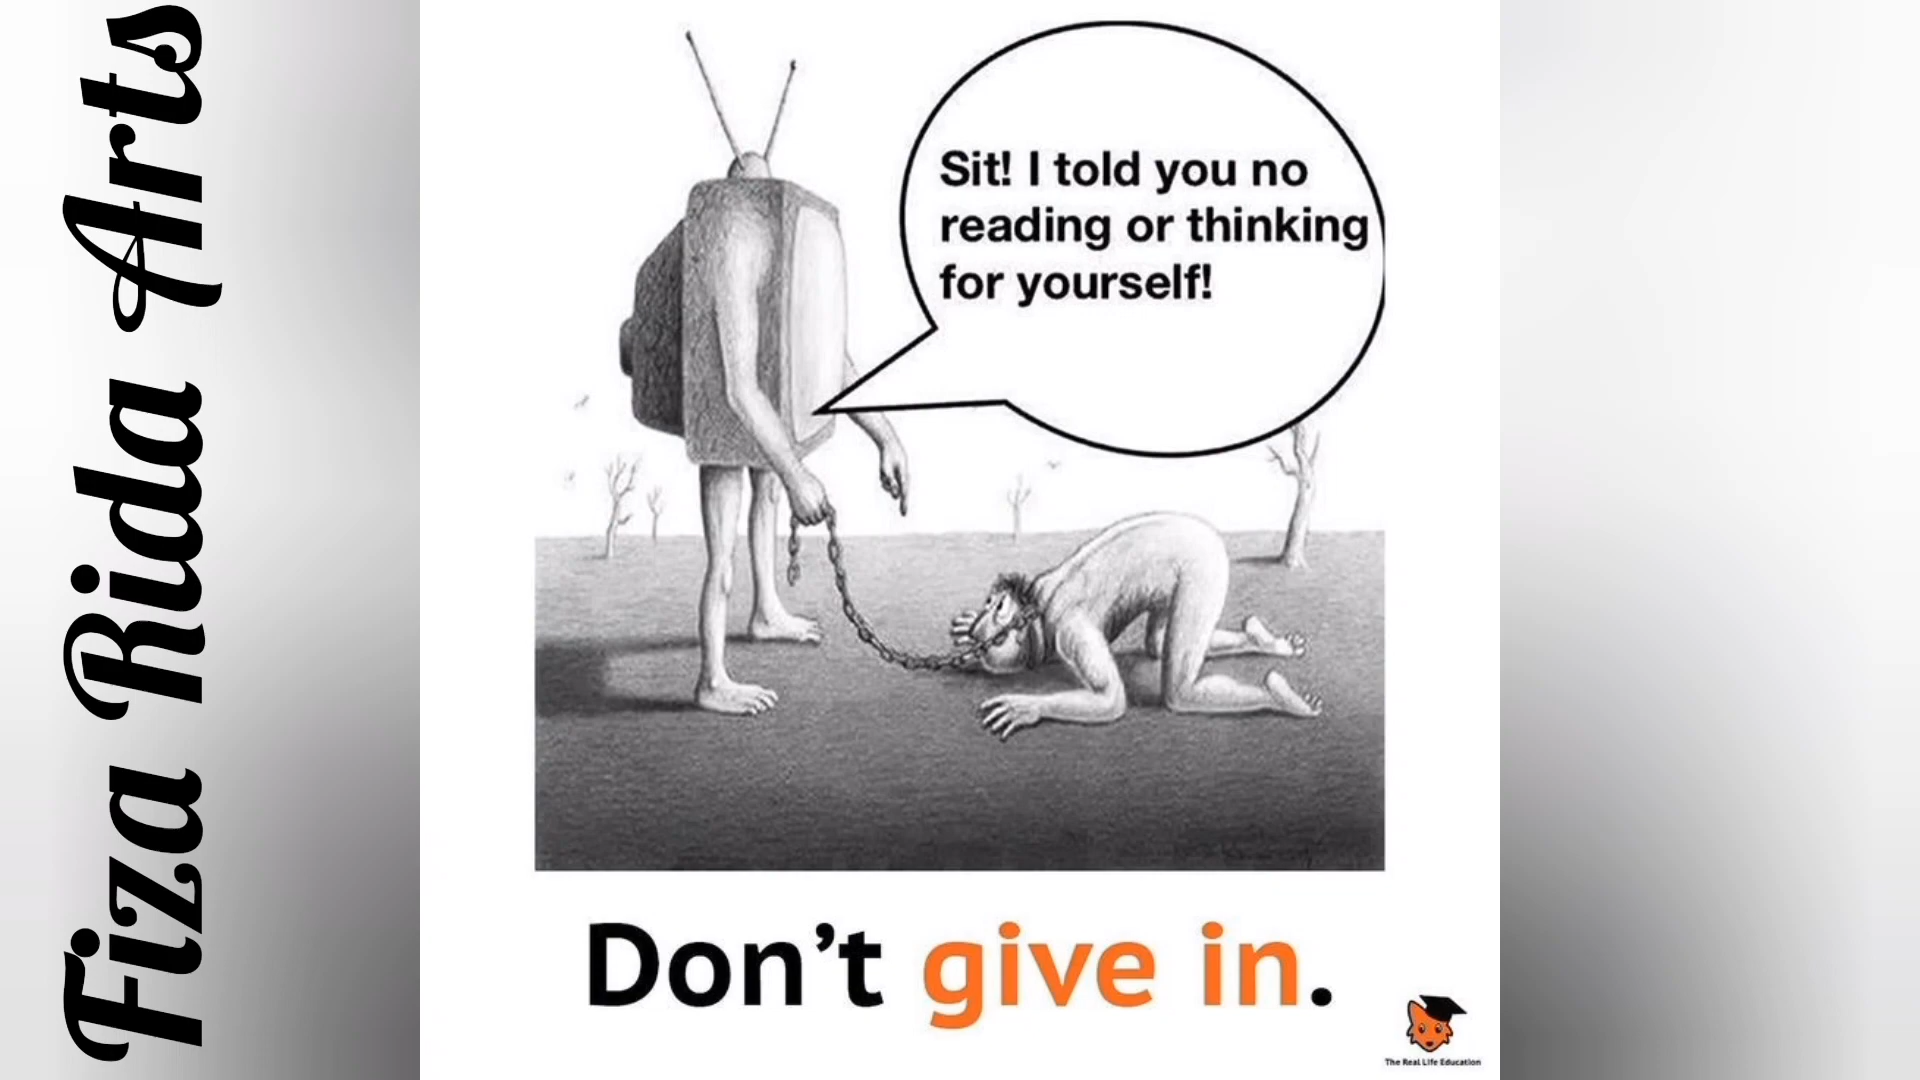 Fiza Rida Arts
Sit! I told you no
reading or thinking
for yourself!
Don't give in.
The Real Life Education